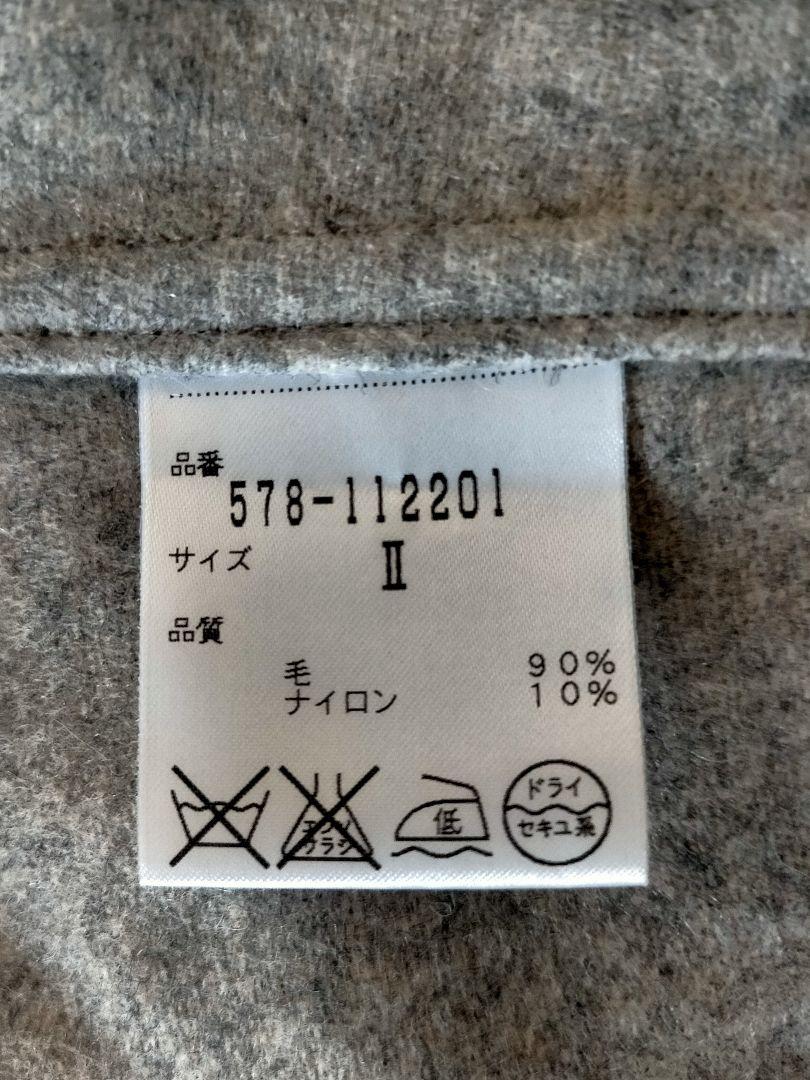 品番
578-112201
サイズ Ⅱ
品質
毛 90%
ナイロン 10%
エンソ
サラシ
低
ドライ
セキユ系